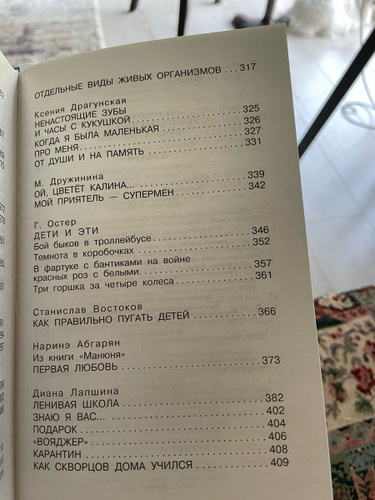 ОТДЕЛЬНЫЕ ВИДЫ ЖИВЫХ ОРГАНИЗМОВ ... 317
Ксения Драгунская
НЕНАСТОЯЩИЕ ЗУБЫ
И ЧАСЫ С КУКУШКОЙ ... 325
КОГДА Я БЫЛА МАЛЕНЬКАЯ ... 326
ПРО МЕНЯ ... 327
ОТ ДУШИ И НА ПАМЯТЬ ... 331
М. Дружинина
ОЙ, ЦВЕТЁТ КАЛИНА... ... 339
МОЙ ПРИЯТЕЛЬ — СУПЕРМЕН ... 342
Г. Остер
ДЕТИ И ЭТИ
Бой быков в троллейбусе ... 346
Темнота в коробочках ... 352
В фартуке с бантиками на войне
красных роз с белыми ... 357
Три горшка за четыре колеса ... 361
Станислав Востоков
КАК ПРАВИЛЬНО ПУГАТЬ ДЕТЕЙ ... 366
Наринэ Абгарян
Из книги «Манюня»
ПЕРВАЯ ЛЮБОВЬ ... 373
Диана Лапшина
ЛЕНИВАЯ ШКОЛА ... 382
ЗНАЮ Я ВАС... ... 402
ПОДАРОК ... 404
«ВОЯДЖЕР» ... 406
КАРАНТИН ... 408
КАК СКВОРЦОВ ДОМА УЧИЛСЯ ... 409